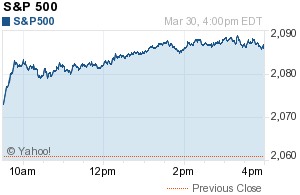 S&P 500
S&P500 Mar 30, 4:00pm EDT
2,090
2,080
2,070
2,060
© Yahoo!
10am 12pm 2pm 4pm
Previous Close